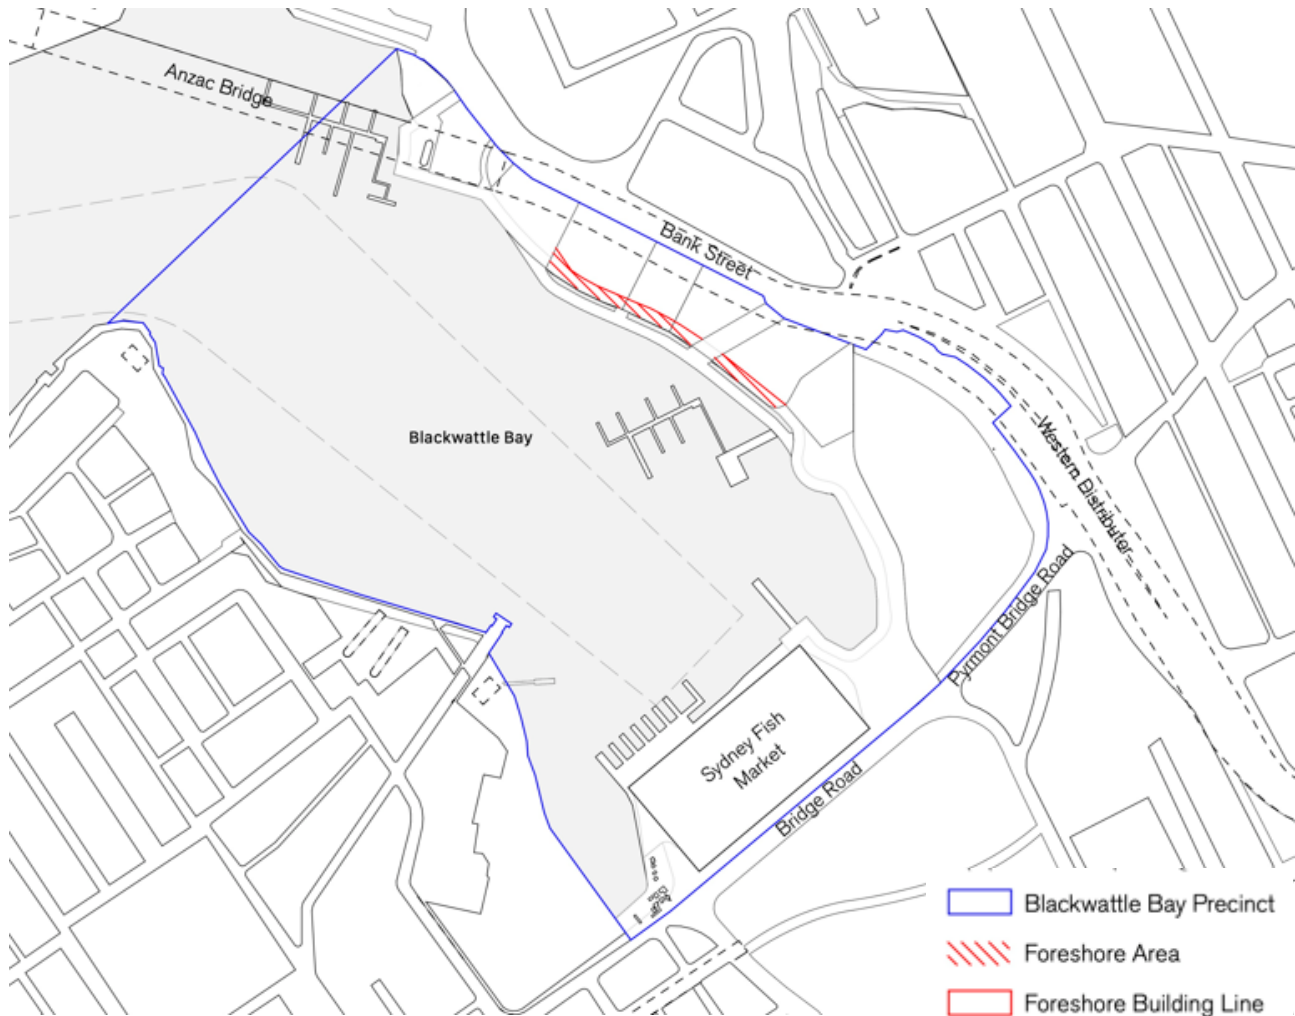 Anzac Bridge
Bank Street
Blackwattle Bay
Western Distributor
Pyrmont Bridge Road
Sydney Fish
Market
Bridge Road
Blackwattle Bay Precinct
Foreshore Area
Foreshore Building Line